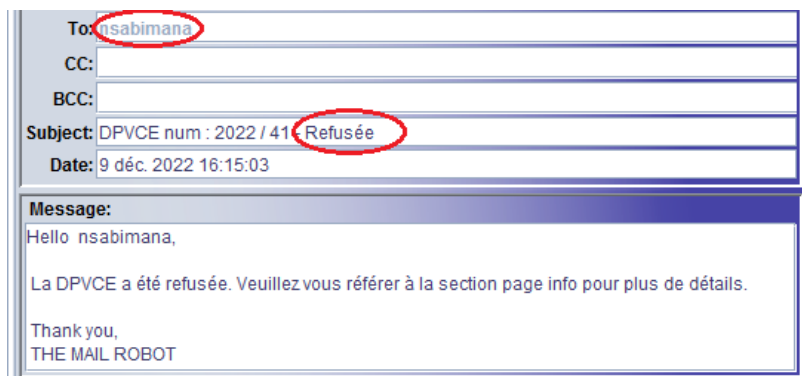 To: nsabimana
CC:
BCC:
Subject: DPVCE num : 2022 / 41 - Refusée
Date: 9 déc. 2022 16:15:03
Message:
Hello nsabimana,
La DPVCE a été refusée. Veuillez vous référer à la section page info pour plus de détails.
Thank you,
THE MAIL ROBOT